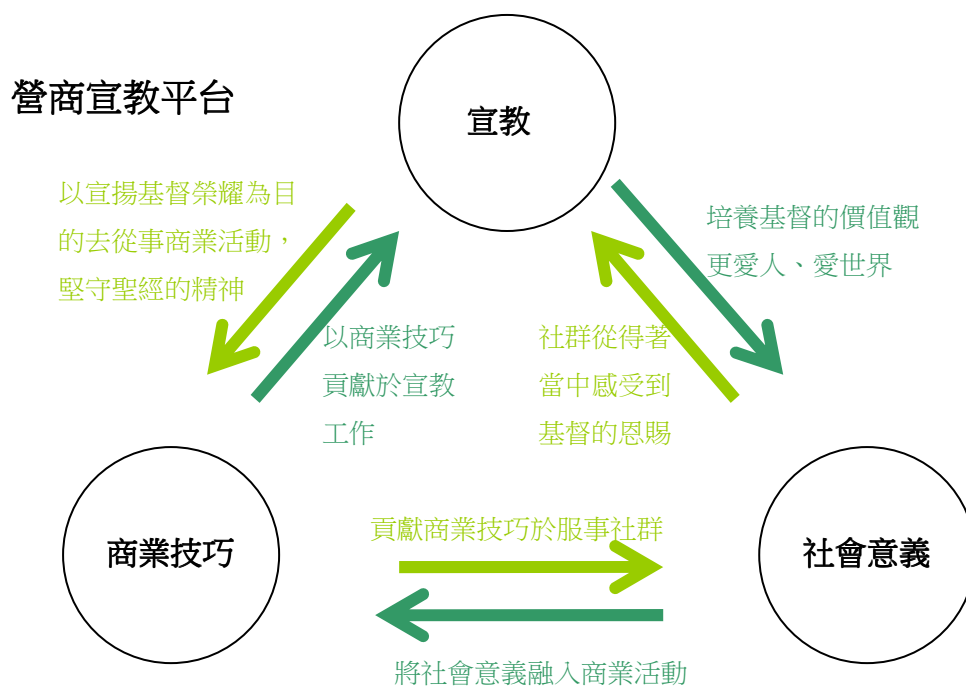 營商宣教平台
宣教
以宣揚基督榮耀為目
的去從事商業活動，
堅守聖經的精神
培養基督的價值觀
更愛人、愛世界
以商業技巧
貢獻於宣教
工作
社群從得著
當中感受到
基督的恩賜
商業技巧
貢獻商業技巧於服事社群
社會意義
將社會意義融入商業活動